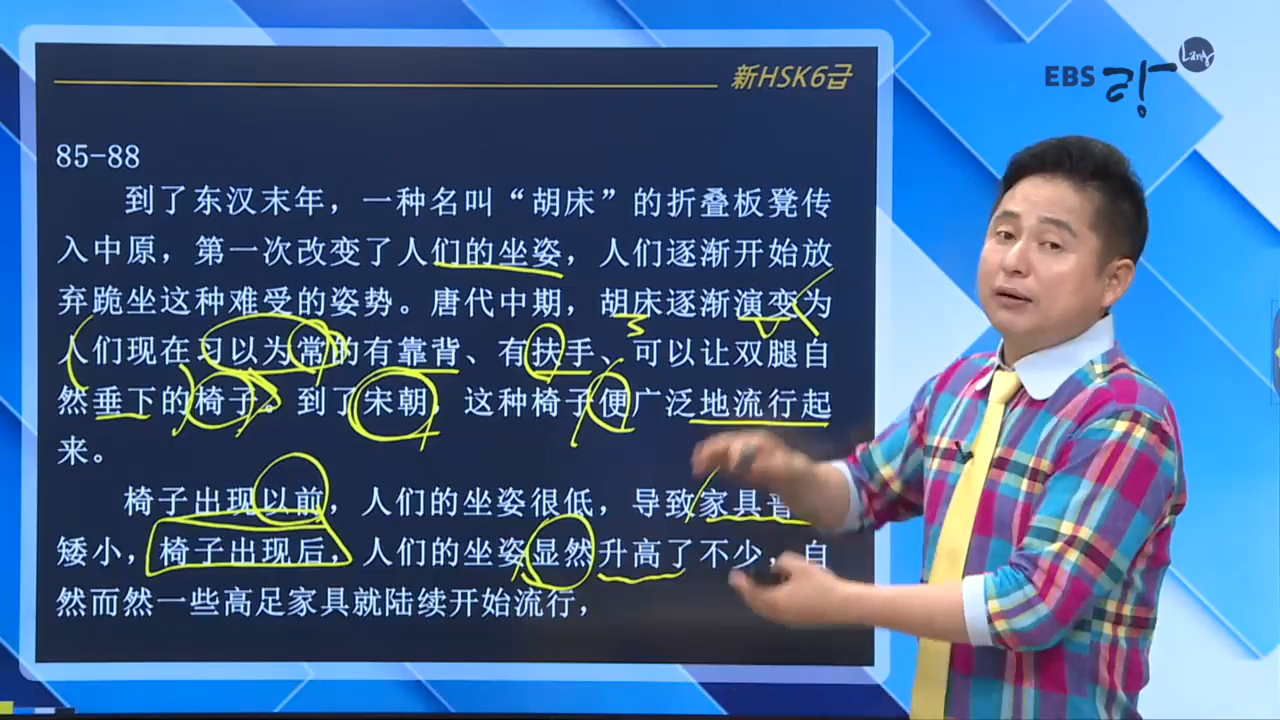 新HSK6급
EBS 랑
Lang
85-88
到了东汉末年，一种名叫“胡床”的折叠板凳传
入中原，第一次改变了人们的坐姿，人们逐渐开始放
弃跪坐这种难受的姿势。唐代中期，胡床逐渐演变为
人们现在习以为常的有靠背、有扶手、可以让双腿自
然垂下的椅子。到了宋朝，这种椅子便广泛地流行起
来。
椅子出现以前，人们的坐姿很低，导致家具普
矮小，椅子出现后，人们的坐姿显然升高了不少，自
然而然一些高足家具就陆续开始流行，